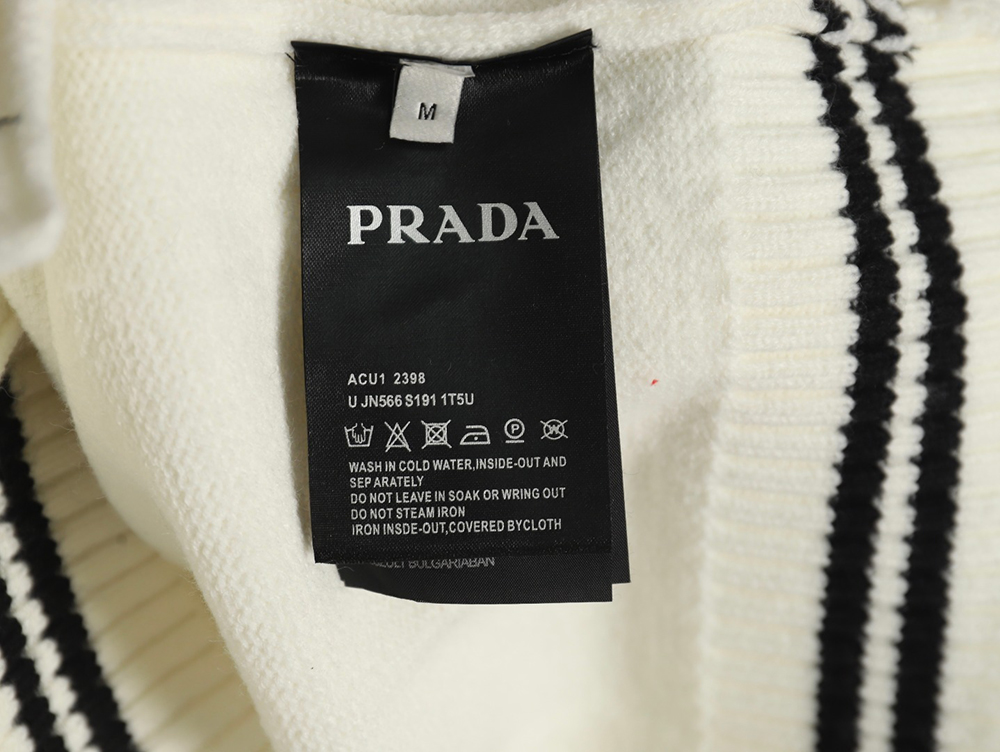 M
PRADA
ACU1 2398
U JN566 S191 1T5U
WASH IN COLD WATER,INSIDE-OUT AND
SEP ARATELY
DO NOT LEAVE IN SOAK OR WRING OUT
DO NOT STEAM IRON
IRON INSDE-OUT,COVERED BYCLOTH
BULGARIABAN